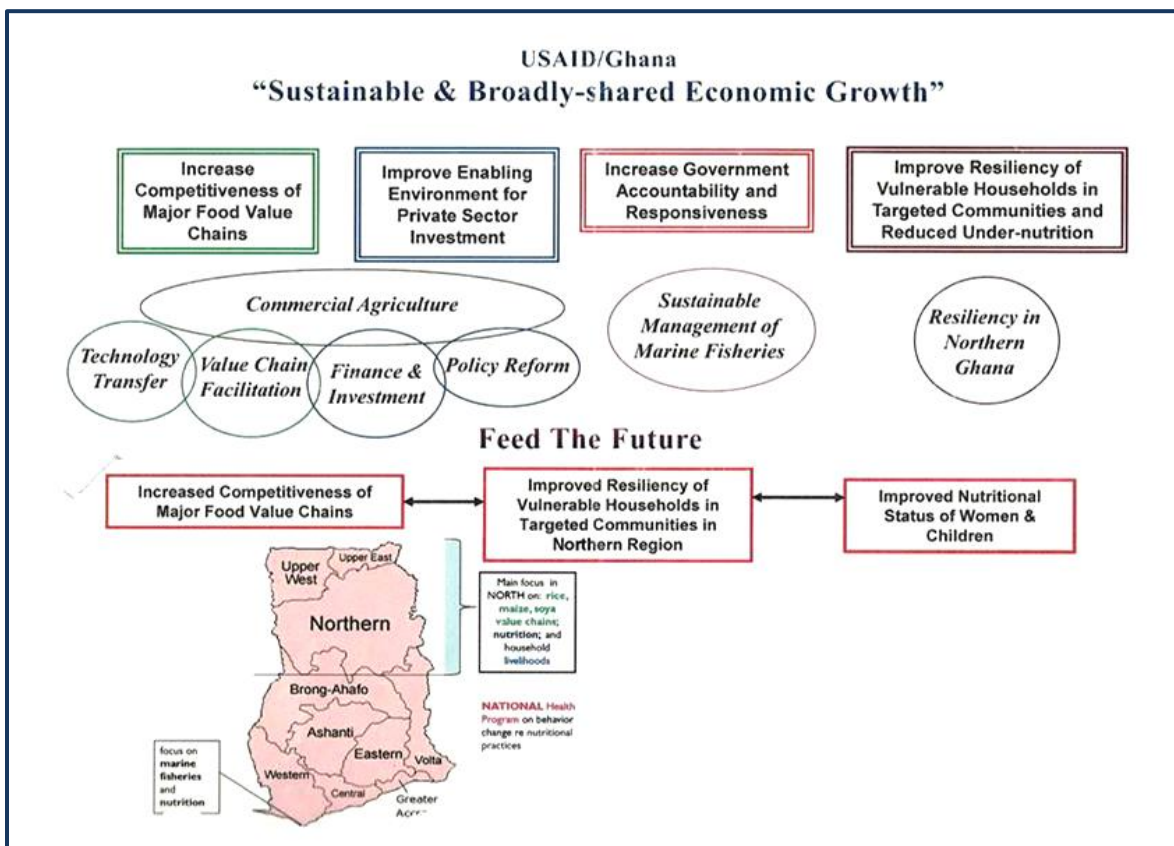 USAID/Ghana
“Sustainable & Broadly-shared Economic Growth”
Increase
Competitiveness of
Major Food Value
Chains
Improve Enabling
Environment for
Private Sector
Investment
Increase Government
Accountability and
Responsiveness
Improve Resiliency of
Vulnerable Households in
Targeted Communities and
Reduced Under-nutrition
Commercial Agriculture
Technology
Transfer
Value Chain
Facilitation
Finance &
Investment
Policy Reform
Sustainable
Management of
Marine Fisheries
Resiliency in
Northern
Ghana
Feed The Future
Increased Competitiveness of
Major Food Value Chains
Improved Resiliency of
Vulnerable Households in
Targeted Communities in
Northern Region
Improved Nutritional
Status of Women &
Children
Upper
West
Upper East
Northern
Brong-Ahafo
Ashanti
Eastern
Volta
Western
Central
Greater
Main focus in
NORTH on: rice,
maize, soya
value chains;
nutrition; and
household
livelihoods
NATIONAL Health
Program on behavior
change re nutritional
practices
focus on
marine
fisheries
and
nutrition